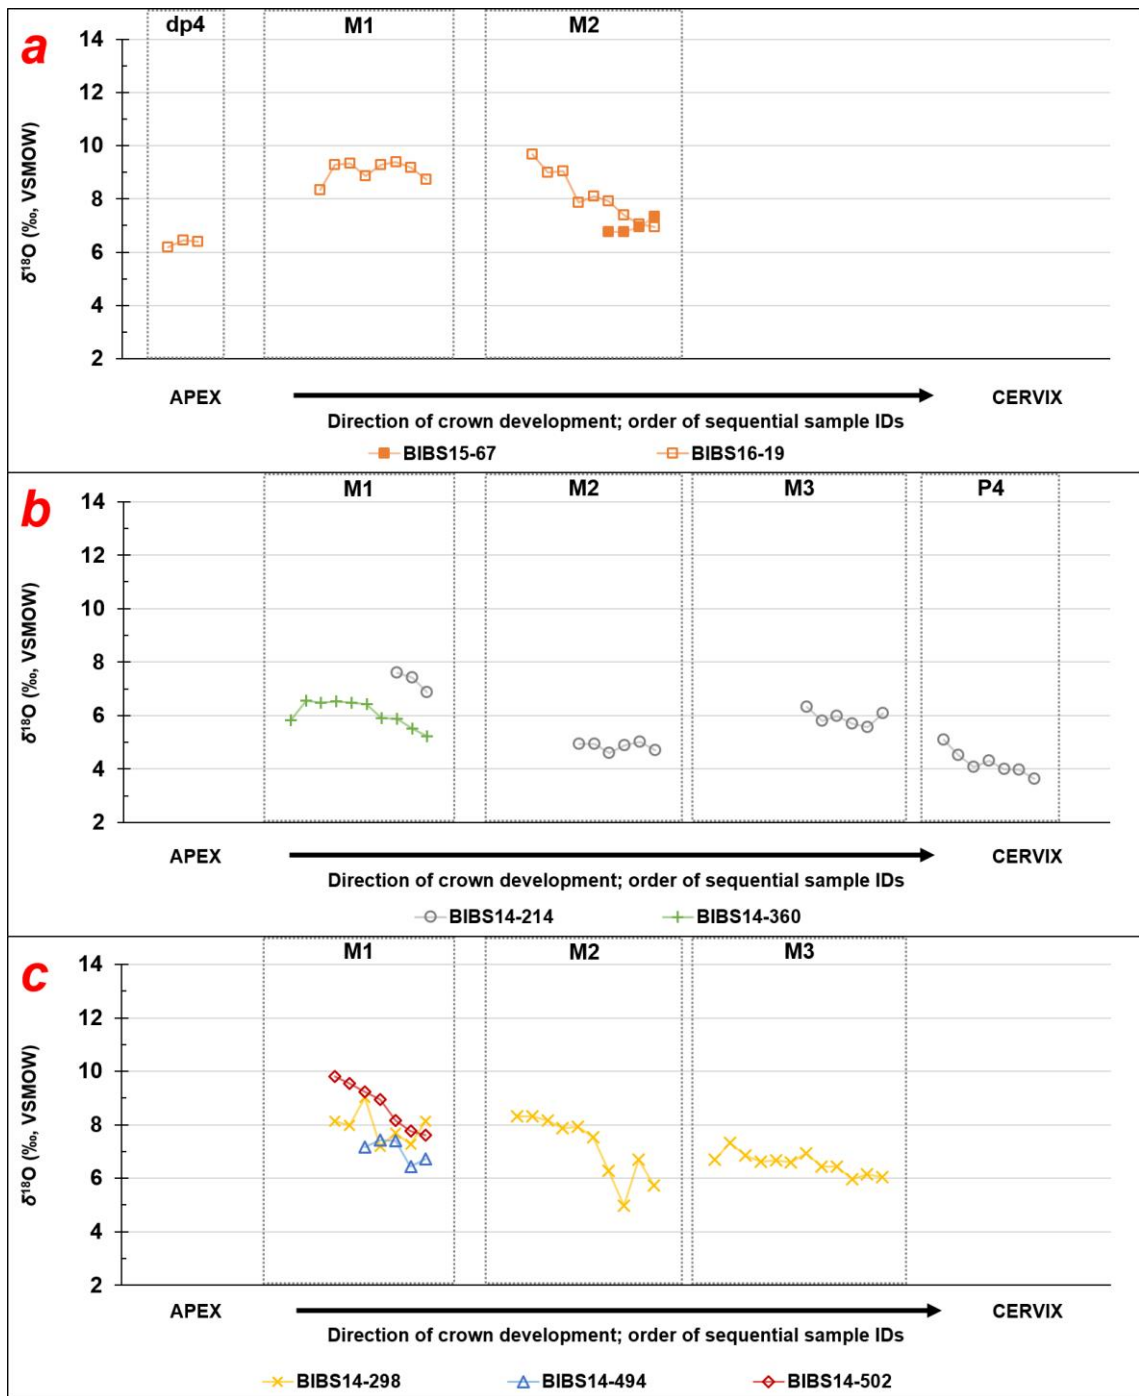 a
dp4 M1 M2
14
12
10
8
6
4
2
δ¹⁸O (‰, VSMOW)
APEX CERVIX
Direction of crown development; order of sequential sample IDs
BIBS15-67 BIBS16-19
b
M1 M2 M3 P4
14
12
10
8
6
4
2
δ¹⁸O (‰, VSMOW)
APEX CERVIX
Direction of crown development; order of sequential sample IDs
BIBS14-214 BIBS14-360
c
M1 M2 M3
14
12
10
8
6
4
2
δ¹⁸O (‰, VSMOW)
APEX CERVIX
Direction of crown development; order of sequential sample IDs
BIBS14-298 BIBS14-494 BIBS14-502